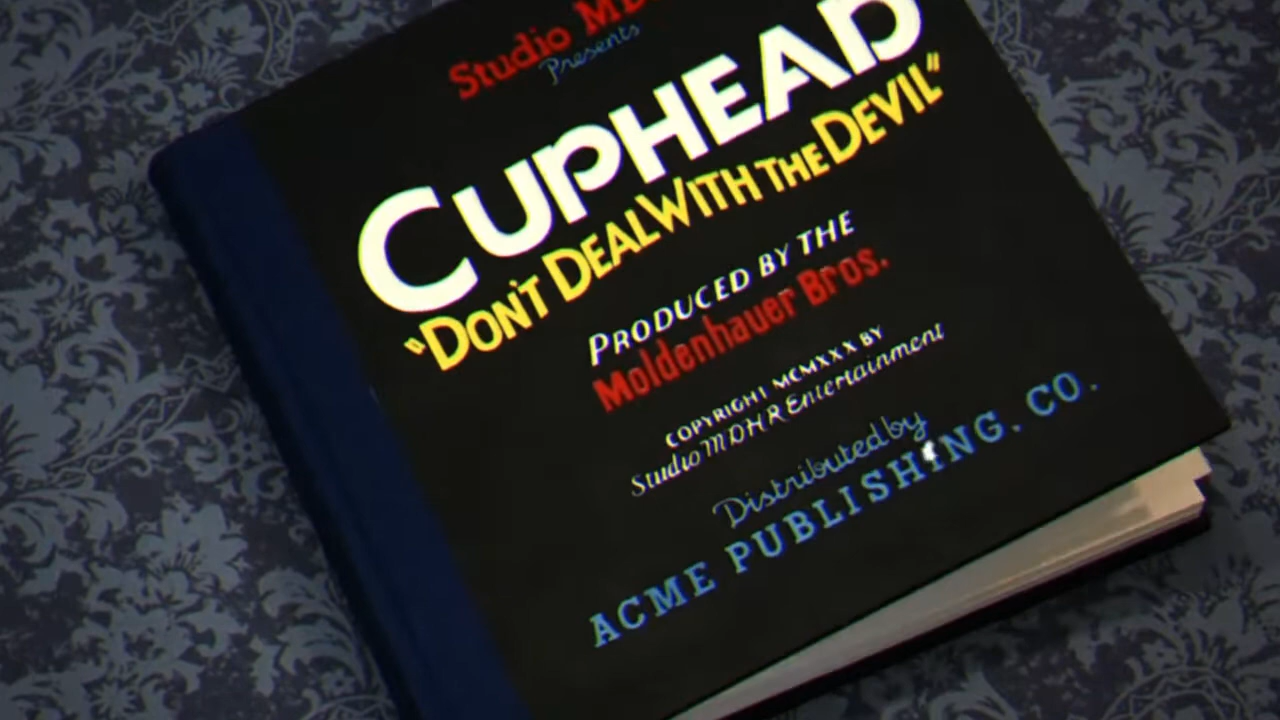 Studio MD
Presents
CUPHEAD
"DON'T DEAL WITH THE DEVIL"
PRODUCED BY THE
Moldenhauer Bros.
COPYRIGHT MCMXXX BY
Studio MDHR Entertainment
Distributed by
ACME PUBLISHING. CO.